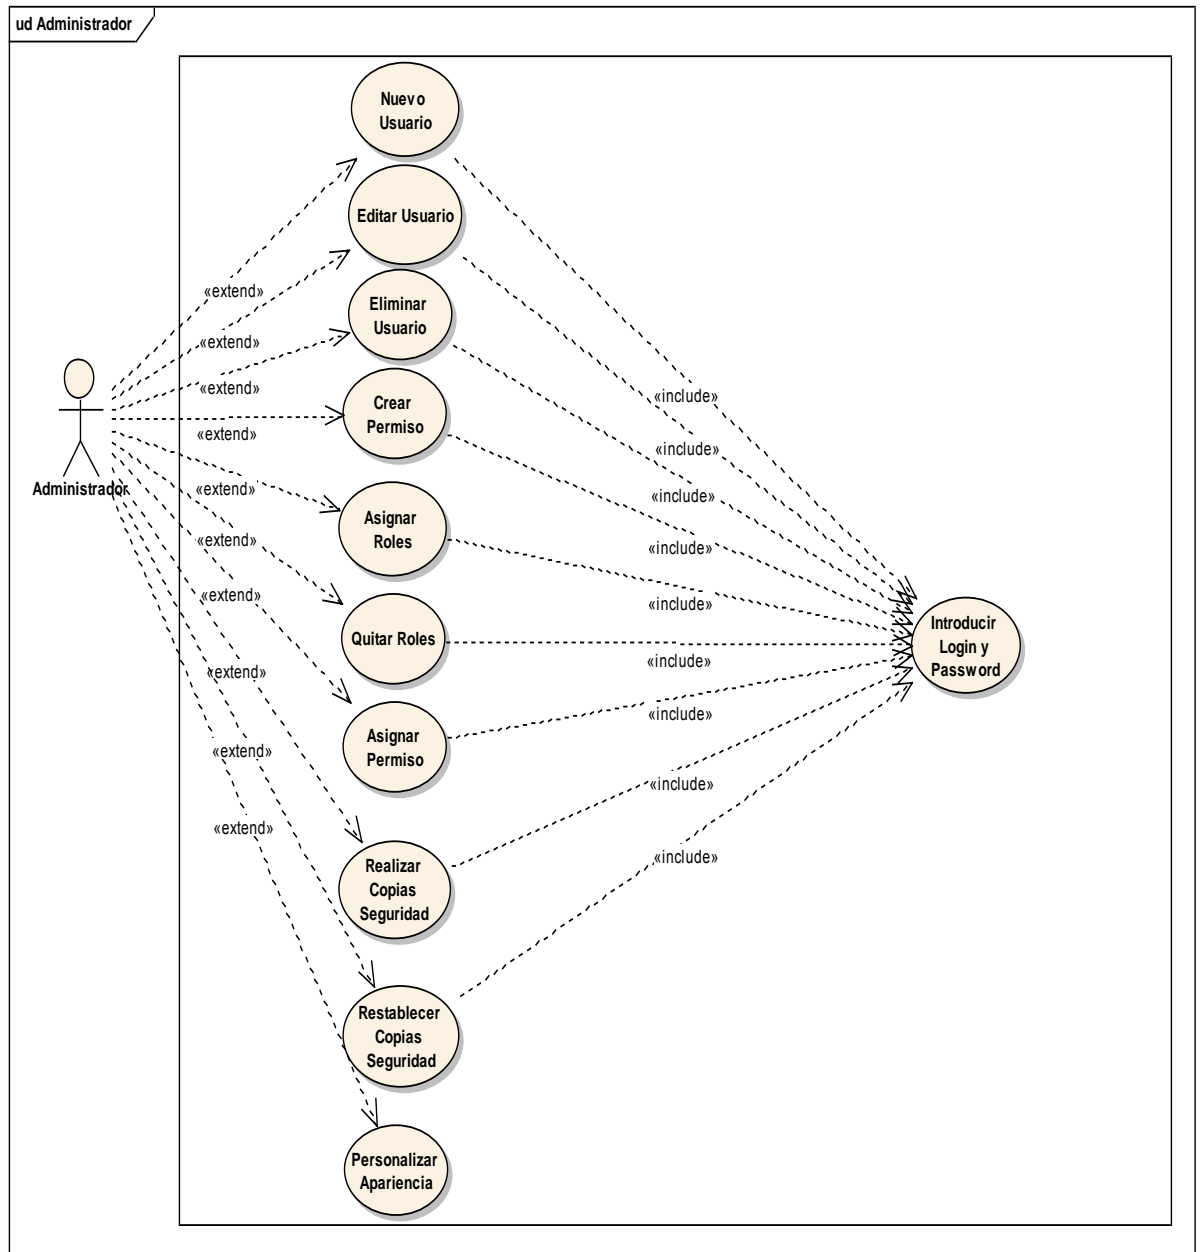 ud Administrador
Nuevo
Usuario
Editar Usuario
Eliminar
Usuario
Crear
Permiso
Asignar
Roles
Quitar Roles
Asignar
Permiso
Realizar
Copias
Seguridad
Restablecer
Copias
Seguridad
Personalizar
Apariencia
Administrador
«extend»
«extend»
«extend»
«extend»
«extend»
«extend»
«extend»
«extend»
«extend»
«extend»
«include»
«include»
«include»
«include»
«include»
«include»
«include»
«include»
«include»
Introducir
Login y
Password